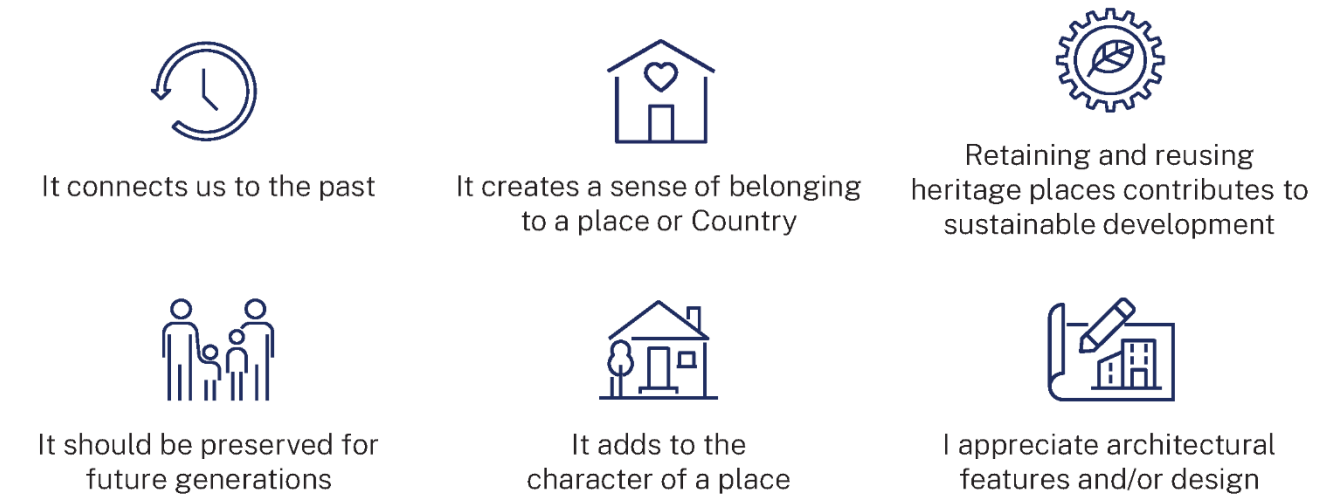 It connects us to the past
It creates a sense of belonging
to a place or Country
Retaining and reusing
heritage places contributes to
sustainable development
It should be preserved for
future generations
It adds to the
character of a place
I appreciate architectural
features and/or design